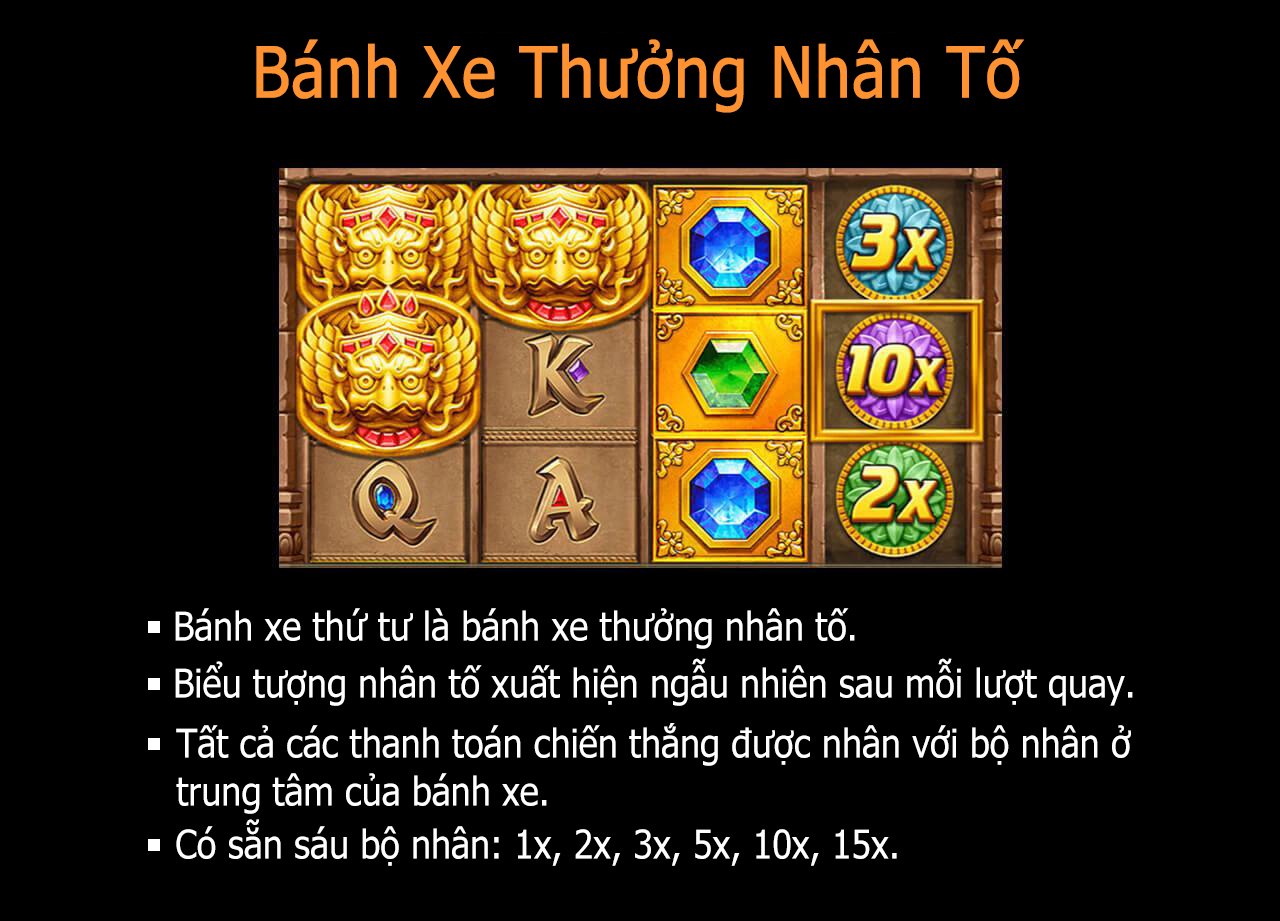 Bánh Xe Thưởng Nhân Tố
3x
K
10x
Q
A
2x
▪ Bánh xe thứ tư là bánh xe thưởng nhân tố.
▪ Biểu tượng nhân tố xuất hiện ngẫu nhiên sau mỗi lượt quay.
▪ Tất cả các thanh toán chiến thắng được nhân với bộ nhân ở
trung tâm của bánh xe.
▪ Có sẵn sáu bộ nhân: 1x, 2x, 3x, 5x, 10x, 15x.